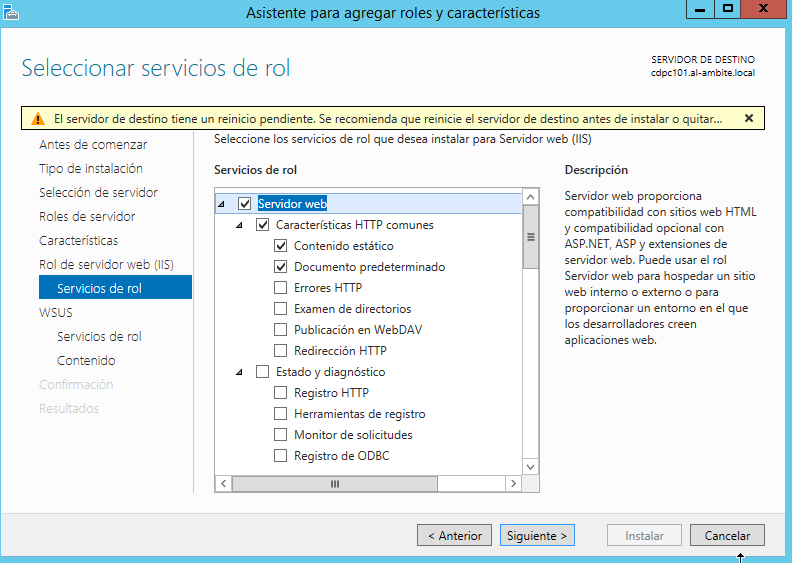 Asistente para agregar roles y características
Seleccionar servicios de rol
SERVIDOR DE DESTINO
cdpc101.al-ambite.local
El servidor de destino tiene un reinicio pendiente. Se recomienda que reinicie el servidor de destino antes de instalar o quitar...
Antes de comenzar
Tipo de instalación
Selección de servidor
Roles de servidor
Características
Rol de servidor web (IIS)
Servicios de rol
WSUS
Servicios de rol
Contenido
Confirmación
Resultados
Seleccione los servicios de rol que desea instalar para Servidor web (IIS)
Servicios de rol
Servidor web
Características HTTP comunes
Contenido estático
Documento predeterminado
Errores HTTP
Examen de directorios
Publicación en WebDAV
Redirección HTTP
Estado y diagnóstico
Registro HTTP
Herramientas de registro
Monitor de solicitudes
Registro de ODBC
Descripción
Servidor web proporciona
compatibilidad con sitios web HTML
y compatibilidad opcional con
ASP.NET, ASP y extensiones de
servidor web. Puede usar el rol
Servidor web para hospedar un sitio
web interno o externo o para
proporcionar un entorno en el que
los desarrolladores creen
aplicaciones web.
< Anterior
Siguiente >
Instalar
Cancelar